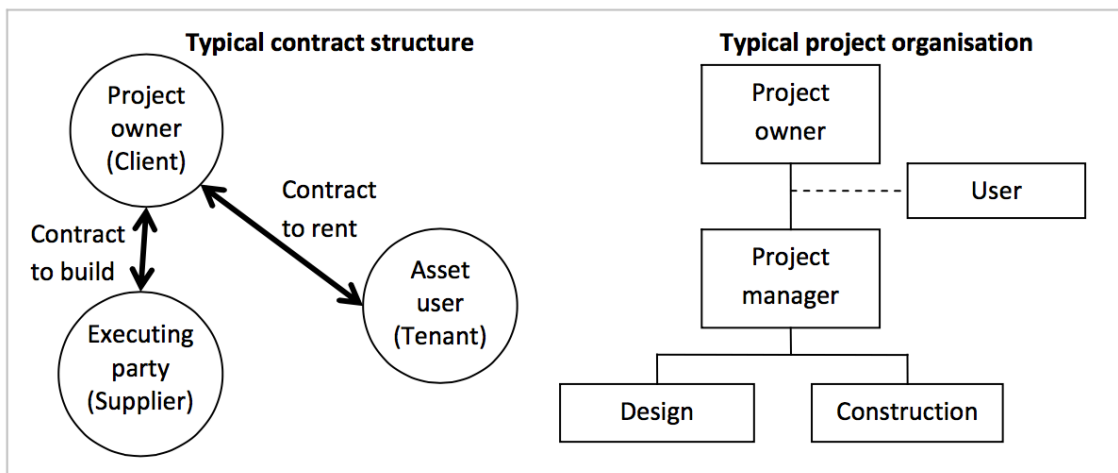 Typical contract structure
Project
owner
(Client)
Contract
to rent
Contract
to build
Asset
user
(Tenant)
Executing
party
(Supplier)
Typical project organisation
Project
owner
User
Project
manager
Design
Construction